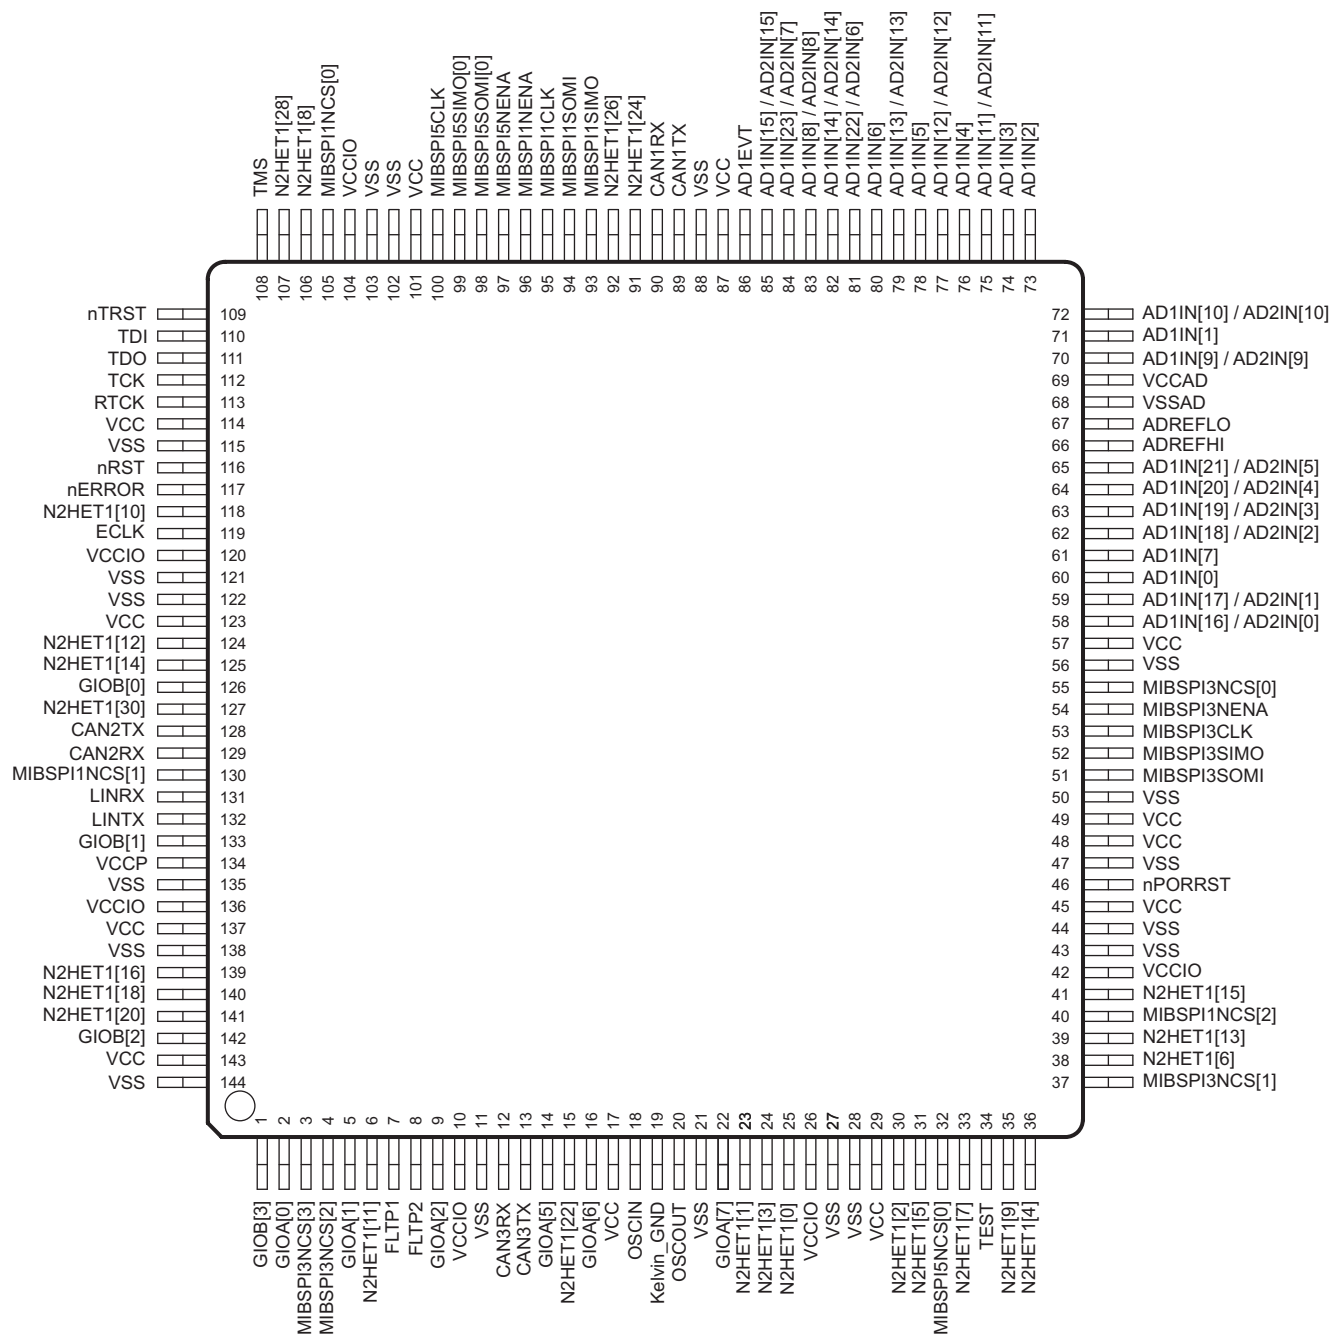 TMS
N2HET1[28]
N2HET1[8]
MIBSPI1NCS[0]
VCCIO
VSS
VSS
VCC
MIBSPI5CLK
MIBSPI5SIMO[0]
MIBSPI5SOMI[0]
MIBSPI5NENA
MIBSPI1NENA
MIBSPI1CLK
MIBSPI1SOMI
MIBSPI1SIMO
N2HET1[26]
N2HET1[24]
CAN1RX
CAN1TX
VSS
VCC
AD1EVT
AD1IN[15] / AD2IN[15]
AD1IN[23] / AD2IN[7]
AD1IN[8] / AD2IN[8]
AD1IN[14] / AD2IN[14]
AD1IN[22] / AD2IN[6]
AD1IN[6]
AD1IN[13] / AD2IN[13]
AD1IN[5]
AD1IN[12] / AD2IN[12]
AD1IN[4]
AD1IN[11] / AD2IN[11]
AD1IN[3]
AD1IN[2]
108
107
106
105
104
103
102
101
100
99
98
97
96
95
94
93
92
91
90
89
88
87
86
85
84
83
82
81
80
79
78
77
76
75
74
73
nTRST 109
TDI 110
TDO 111
TCK 112
RTCK 113
VCC 114
VSS 115
nRST 116
nERROR 117
N2HET1[10] 118
ECLK 119
VCCIO 120
VSS 121
VSS 122
VCC 123
N2HET1[12] 124
N2HET1[14] 125
GIOB[0] 126
N2HET1[30] 127
CAN2TX 128
CAN2RX 129
MIBSPI1NCS[1] 130
LINRX 131
LINTX 132
GIOB[1] 133
VCCP 134
VSS 135
VCCIO 136
VCC 137
VSS 138
N2HET1[16] 139
N2HET1[18] 140
N2HET1[20] 141
GIOB[2] 142
VCC 143
VSS 144
72 AD1IN[10] / AD2IN[10]
71 AD1IN[1]
70 AD1IN[9] / AD2IN[9]
69 VCCAD
68 VSSAD
67 ADREFLO
66 ADREFHI
65 AD1IN[21] / AD2IN[5]
64 AD1IN[20] / AD2IN[4]
63 AD1IN[19] / AD2IN[3]
62 AD1IN[18] / AD2IN[2]
61 AD1IN[7]
60 AD1IN[0]
59 AD1IN[17] / AD2IN[1]
58 AD1IN[16] / AD2IN[0]
57 VCC
56 VSS
55 MIBSPI3NCS[0]
54 MIBSPI3NENA
53 MIBSPI3CLK
52 MIBSPI3SIMO
51 MIBSPI3SOMI
50 VSS
49 VCC
48 VCC
47 VSS
46 nPORRST
45 VCC
44 VSS
43 VSS
42 VCCIO
41 N2HET1[15]
40 MIBSPI1NCS[2]
39 N2HET1[13]
38 N2HET1[6]
37 MIBSPI3NCS[1]
1
2
3
4
5
6
7
8
9
10
11
12
13
14
15
16
17
18
19
20
21
22
23
24
25
26
27
28
29
30
31
32
33
34
35
36
GIOB[3]
GIOA[0]
MIBSPI3NCS[3]
MIBSPI3NCS[2]
GIOA[1]
N2HET1[11]
FLTP1
FLTP2
GIOA[2]
VCCIO
VSS
CAN3RX
CAN3TX
GIOA[5]
N2HET1[22]
GIOA[6]
VCC
OSCIN
Kelvin_GND
OSCOUT
VSS
GIOA[7]
N2HET1[1]
N2HET1[3]
N2HET1[0]
VCCIO
VSS
VSS
VCC
N2HET1[2]
N2HET1[5]
MIBSPI5NCS[0]
N2HET1[7]
TEST
N2HET1[9]
N2HET1[4]